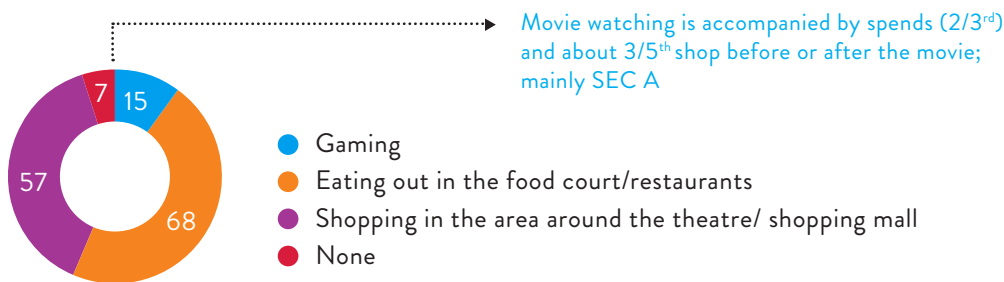 Movie watching is accompanied by spends (2/3rd)
and about 3/5th shop before or after the movie;
mainly SEC A
7
15
57
68
Gaming
Eating out in the food court/restaurants
Shopping in the area around the theatre/ shopping mall
None